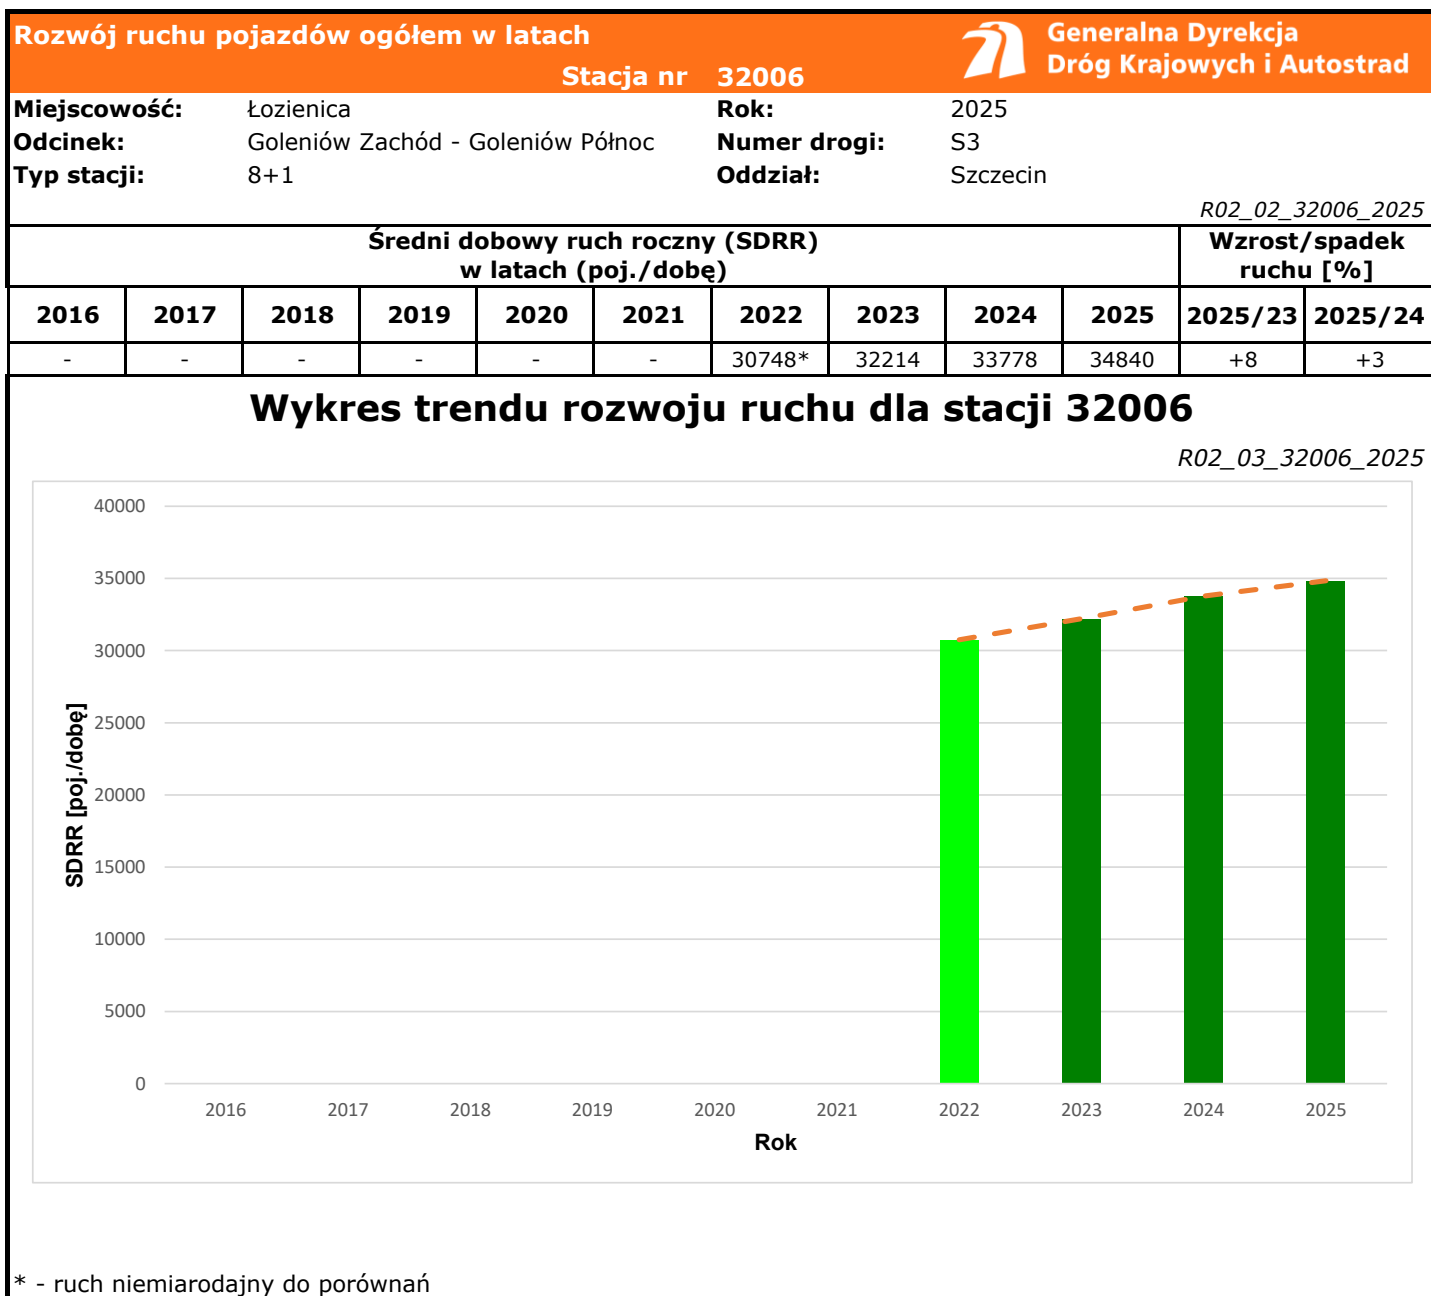 Rozwój ruchu pojazdów ogółem w latach
Generalna Dyrekcja
Dróg Krajowych i Autostrad
Stacja nr 32006
Miejscowość: Łozienica Rok: 2025
Odcinek: Goleniów Zachód - Goleniów Północ Numer drogi: S3
Typ stacji: 8+1 Oddział: Szczecin
R02_02_32006_2025
Średni dobowy ruch roczny (SDRR)
w latach (poj./dobę)
Wzrost/spadek
ruchu [%]
2016 2017 2018 2019 2020 2021 2022 2023 2024 2025 2025/23 2025/24
- - - - - - 30748* 32214 33778 34840 +8 +3
Wykres trendu rozwoju ruchu dla stacji 32006
R02_03_32006_2025
40000
35000
30000
25000
20000
15000
10000
5000
0
SDRR [poj./dobę]
2016 2017 2018 2019 2020 2021 2022 2023 2024 2025
Rok
* - ruch niemiarodajny do porównań